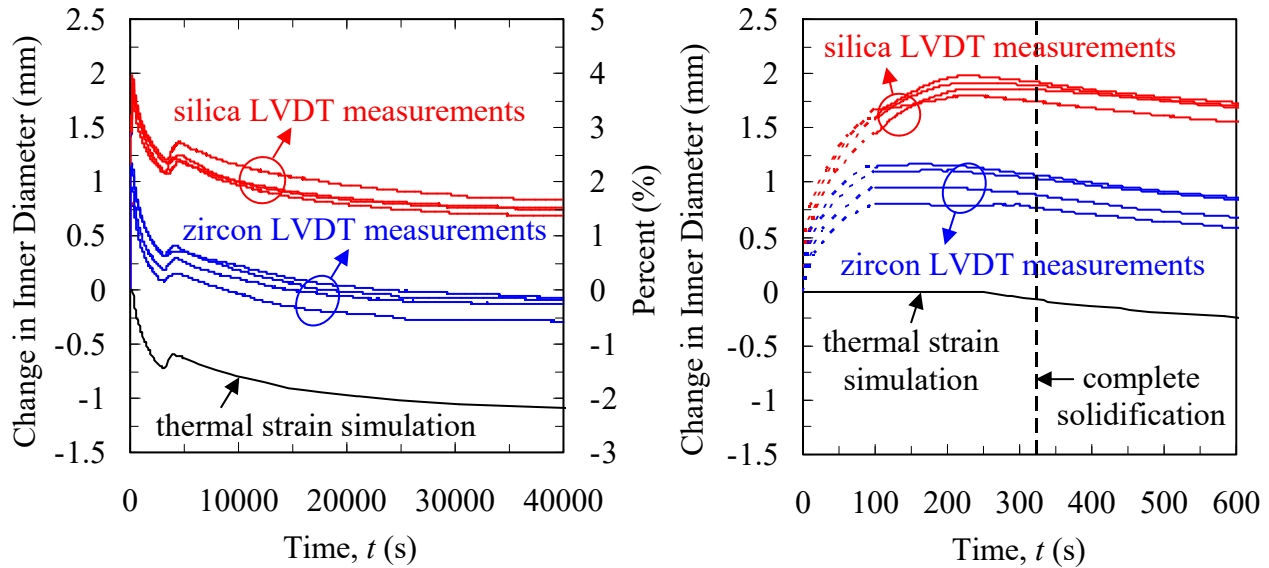 Change in Inner Diameter (mm)
2.5
2
1.5
1
0.5
0
-0.5
-1
-1.5
silica LVDT measurements
zircon LVDT measurements
thermal strain simulation
5
4
3
2
1
0
-1
-2
-3
Percent (%)
0 10000 20000 30000 40000
Time, t (s)
Change in Inner Diameter (mm)
2.5
2
1.5
1
0.5
0
-0.5
-1
-1.5
silica LVDT measurements
zircon LVDT measurements
thermal strain
simulation
complete
solidification
0 100 200 300 400 500 600
Time, t (s)